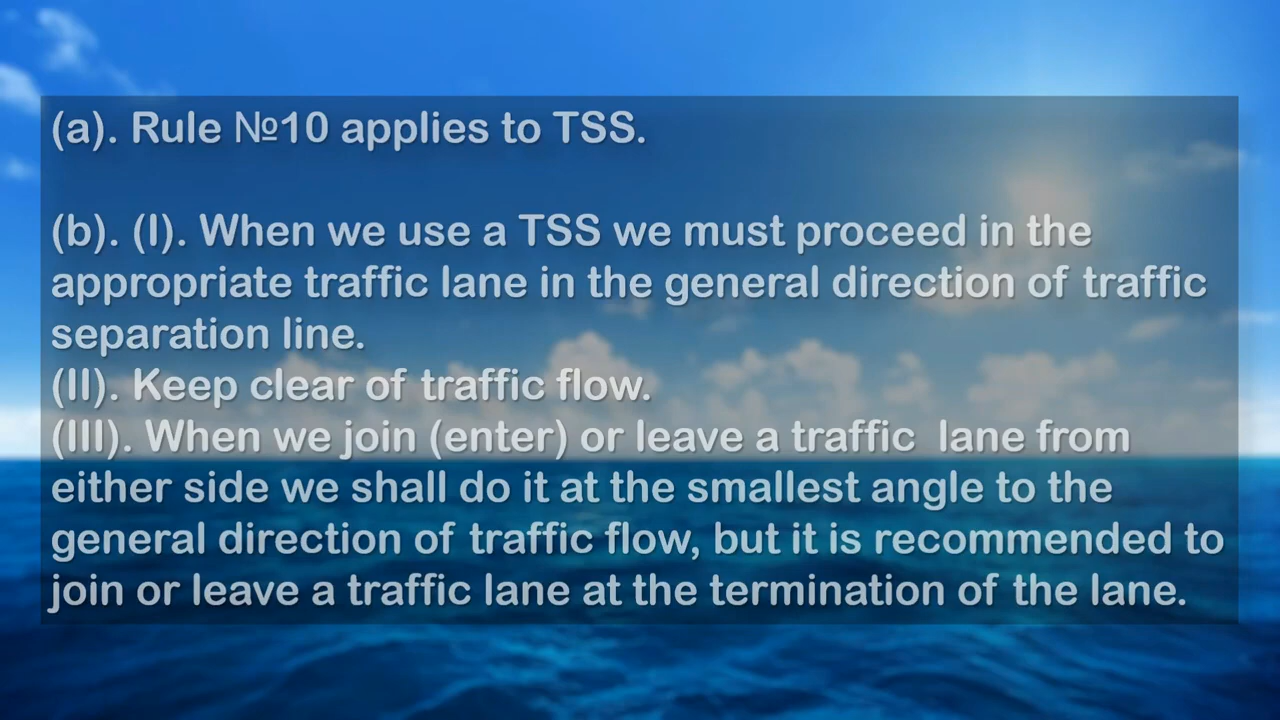 (a). Rule №10 applies to TSS.
(b). (I). When we use a TSS we must proceed in the
appropriate traffic lane in the general direction of traffic
separation line.
(II). Keep clear of traffic flow.
(III). When we join (enter) or leave a traffic  lane from
either side we shall do it at the smallest angle to the
general direction of traffic flow, but it is recommended to
join or leave a traffic lane at the termination of the lane.